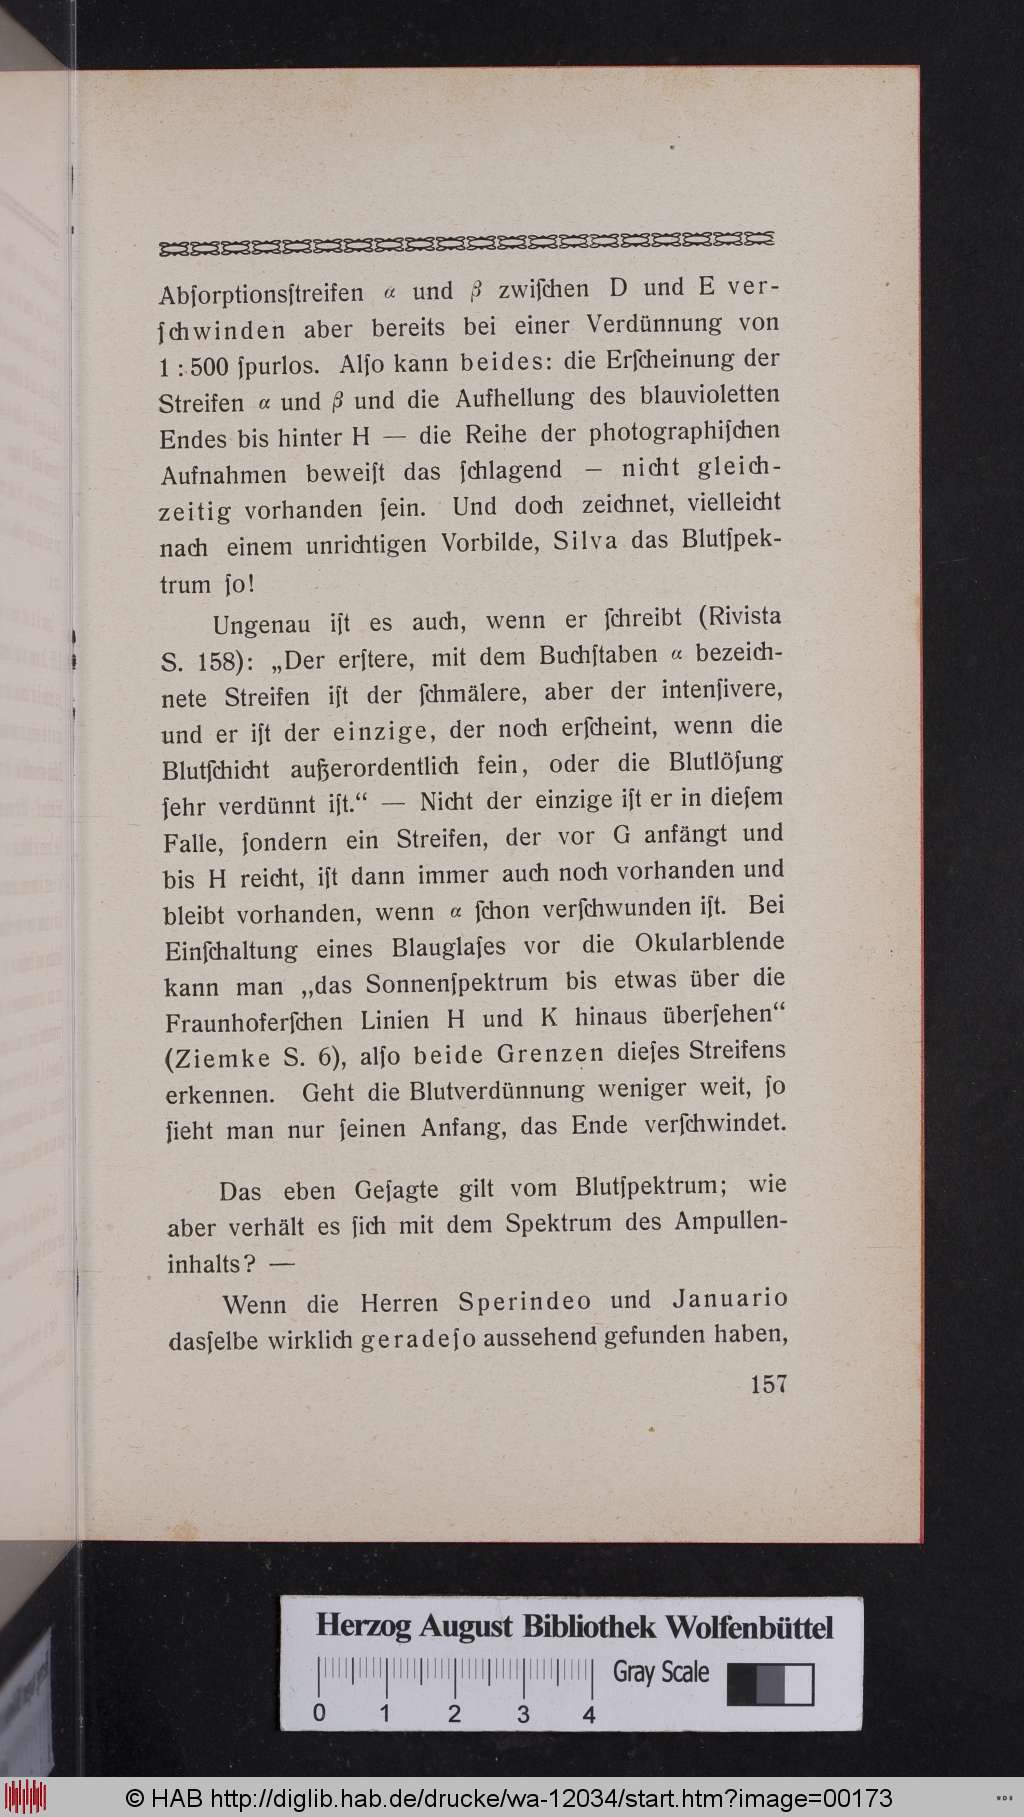 Abſorptionsſtreifen α und β zwiſchen D und E ver-
ſchwinden aber bereits bei einer Verdünnung von
1 : 500 ſpurlos. Alſo kann beides: die Erſcheinung der
Streifen α und β und die Aufhellung des blauvioletten
Endes bis hinter H — die Reihe der photographiſchen
Aufnahmen beweiſt das ſchlagend – nicht gleich-
zeitig vorhanden ſein. Und doch zeichnet, vielleicht
nach einem unrichtigen Vorbilde, Silva das Blutſpek-
trum ſo!
Ungenau iſt es auch, wenn er ſchreibt (Rivista
S. 158): „Der erſtere, mit dem Buchſtaben α bezeich-
nete Streifen iſt der ſchmälere, aber der intenſivere,
und er iſt der einzige, der noch erſcheint, wenn die
Blutſchicht außerordentlich fein, oder die Blutlöſung
ſehr verdünnt iſt.“ — Nicht der einzige iſt er in dieſem
Falle, ſondern ein Streifen, der vor G anfängt und
bis H reicht, iſt dann immer auch noch vorhanden und
bleibt vorhanden, wenn α ſchon verſchwunden iſt. Bei
Einſchaltung eines Blauglaſes vor die Okularblende
kann man „das Sonnenſpektrum bis etwas über die
Fraunhoferſchen Linien H und K hinaus überſehen“
(Ziemke S. 6), alſo beide Grenzen dieſes Streifens
erkennen. Geht die Blutverdünnung weniger weit, ſo
ſieht man nur ſeinen Anfang, das Ende verſchwindet.
Das eben Geſagte gilt vom Blutſpektrum; wie
aber verhält es ſich mit dem Spektrum des Ampullen-
inhalts? —
Wenn die Herren Sperindeo und Januario
dasſelbe wirklich geradeſo aussehend gefunden haben,
157
Herzog August Bibliothek Wolfenbüttel
Gray Scale
0 1 2 3 4
© HAB http://diglib.hab.de/drucke/wa-12034/start.htm?image=00173